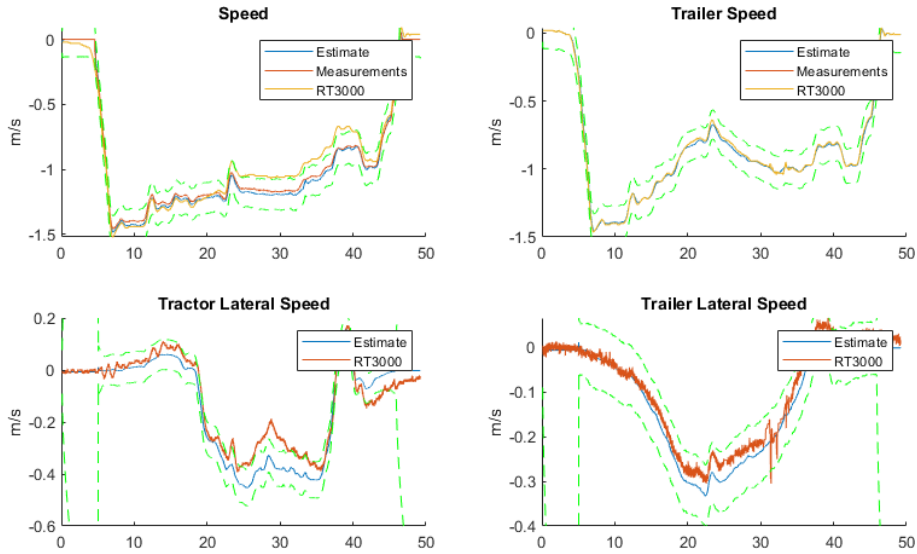 Speed
0
-0.5
-1
-1.5
m/s
0 10 20 30 40 50
Estimate
Measurements
RT3000
Trailer Speed
0
-0.5
-1
-1.5
m/s
0 10 20 30 40 50
Estimate
Measurements
RT3000
Tractor Lateral Speed
0.2
0
-0.2
-0.4
-0.6
m/s
0 10 20 30 40 50
Estimate
RT3000
Trailer Lateral Speed
0
-0.1
-0.2
-0.3
-0.4
m/s
0 10 20 30 40 50
Estimate
RT3000